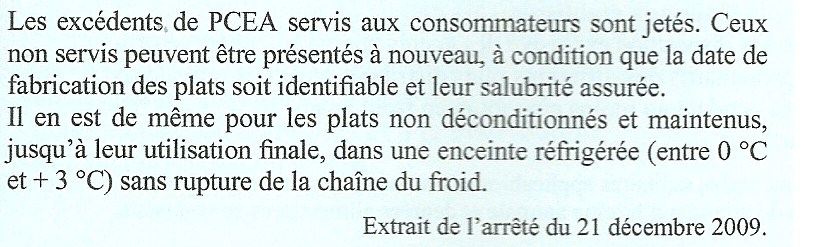 Les excédents de PCEA servis aux consommateurs sont jetés. Ceux
non servis peuvent être présentés à nouveau, à condition que la date de
fabrication des plats soit identifiable et leur salubrité assurée.
Il en est de même pour les plats non déconditionnés et maintenus,
jusqu'à leur utilisation finale, dans une enceinte réfrigérée (entre 0 °C
et + 3 °C) sans rupture de la chaîne du froid.
Extrait de l'arrêté du 21 décembre 2009.